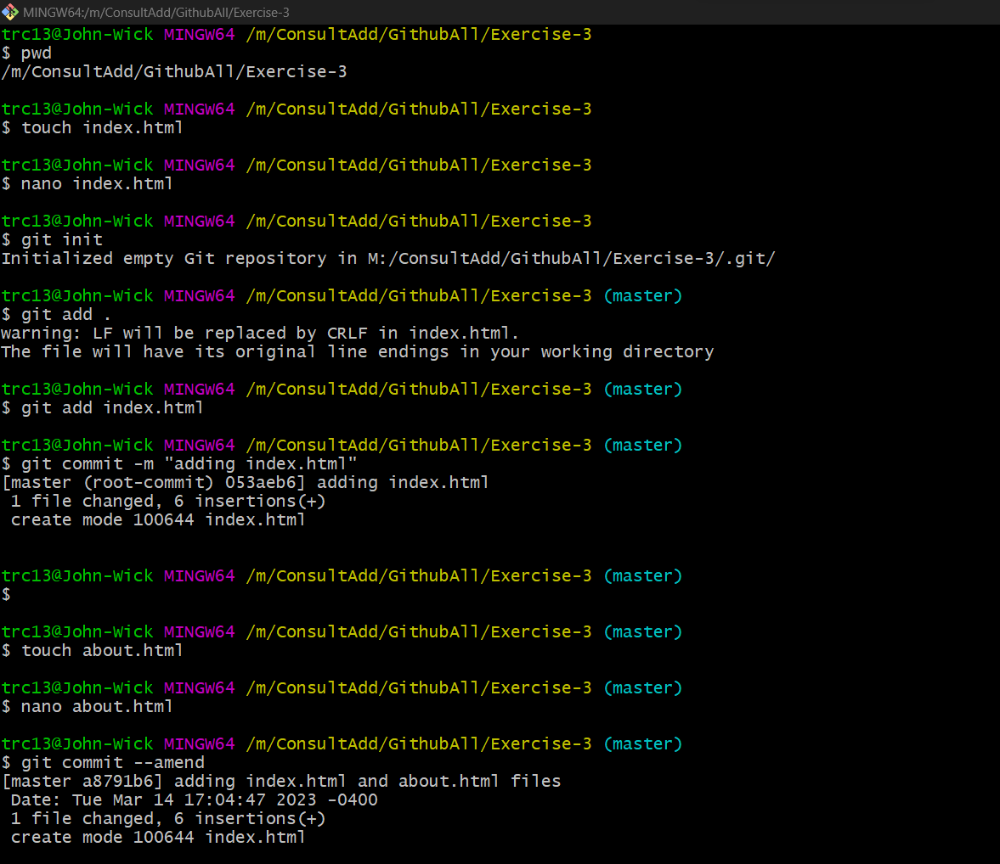 MINGW64:/m/ConsultAdd/GithubAll/Exercise-3
trc13@John-Wick MINGW64 /m/ConsultAdd/GithubAll/Exercise-3
$ pwd
/m/ConsultAdd/GithubAll/Exercise-3
trc13@John-Wick MINGW64 /m/ConsultAdd/GithubAll/Exercise-3
$ touch index.html
trc13@John-Wick MINGW64 /m/ConsultAdd/GithubAll/Exercise-3
$ nano index.html
trc13@John-Wick MINGW64 /m/ConsultAdd/GithubAll/Exercise-3
$ git init
Initialized empty Git repository in M:/ConsultAdd/GithubAll/Exercise-3/.git/
trc13@John-Wick MINGW64 /m/ConsultAdd/GithubAll/Exercise-3 (master)
$ git add .
warning: LF will be replaced by CRLF in index.html.
The file will have its original line endings in your working directory
trc13@John-Wick MINGW64 /m/ConsultAdd/GithubAll/Exercise-3 (master)
$ git add index.html
trc13@John-Wick MINGW64 /m/ConsultAdd/GithubAll/Exercise-3 (master)
$ git commit -m "adding index.html"
[master (root-commit) 053aeb6] adding index.html
 1 file changed, 6 insertions(+)
 create mode 100644 index.html
trc13@John-Wick MINGW64 /m/ConsultAdd/GithubAll/Exercise-3 (master)
$
trc13@John-Wick MINGW64 /m/ConsultAdd/GithubAll/Exercise-3 (master)
$ touch about.html
trc13@John-Wick MINGW64 /m/ConsultAdd/GithubAll/Exercise-3 (master)
$ nano about.html
trc13@John-Wick MINGW64 /m/ConsultAdd/GithubAll/Exercise-3 (master)
$ git commit --amend
[master a8791b6] adding index.html and about.html files
 Date: Tue Mar 14 17:04:47 2023 -0400
 1 file changed, 6 insertions(+)
 create mode 100644 index.html